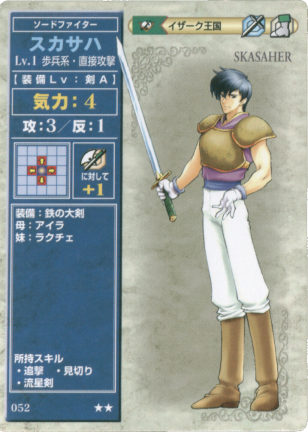 ソードファイター
スカサハ
Lv.1 歩兵系・直接攻撃
【装備Lv：剣A】
気力：4
攻：3／反：1
に対して
+1
装備：鉄の大剣
母：アイラ
妹：ラクチェ
所持スキル
・追撃 ・見切り
・流星剣
052 ★★
イザーク王国
SKASAHER